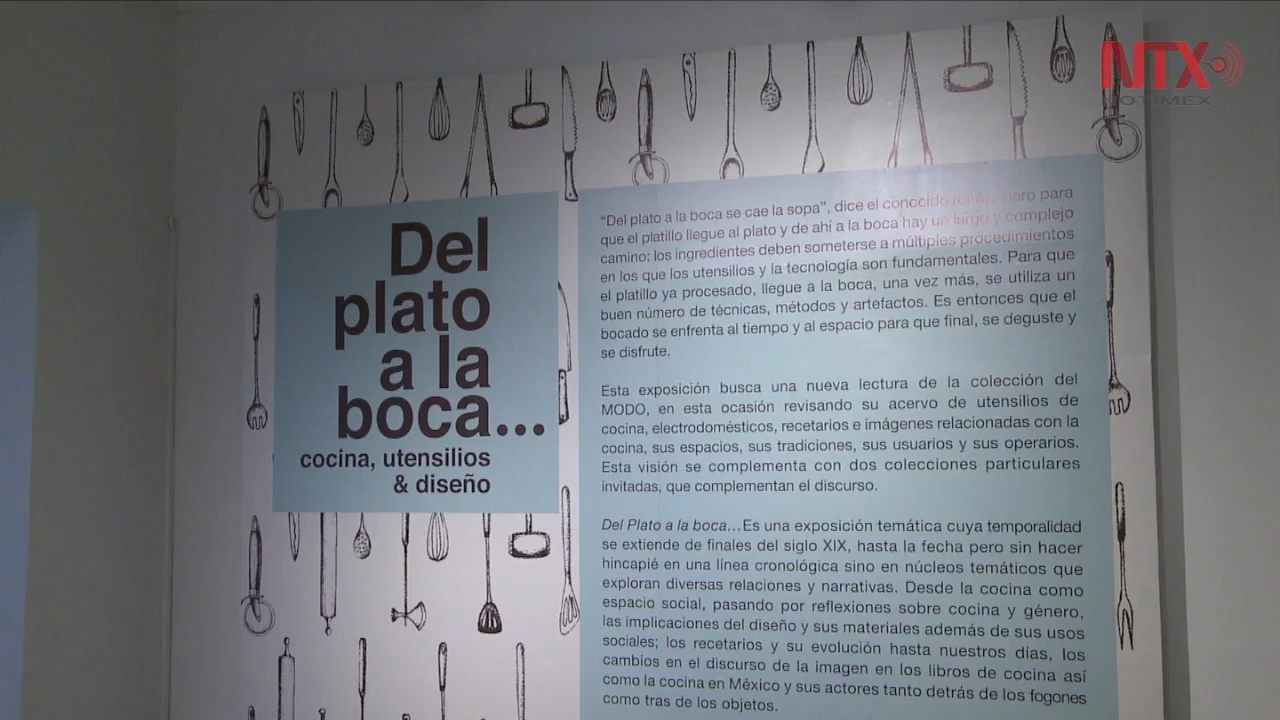 NTX
NOTIMEX
Del
plato
a la
boca...
cocina, utensilios
& diseño
“Del plato a la boca se cae la sopa”, dice el conocido refrán, pero para
que el platillo llegue al plato y de ahí a la boca hay un largo y complejo
camino: los ingredientes deben someterse a múltiples procedimientos
en los que los utensilios y la tecnología son fundamentales. Para que
el platillo ya procesado, llegue a la boca, una vez más, se utiliza un
buen número de técnicas, métodos y artefactos. Es entonces que el
bocado se enfrenta al tiempo y al espacio para que final, se deguste y
se disfrute.
Esta exposición busca una nueva lectura de la colección del
MODO, en esta ocasión revisando su acervo de utensilios de
cocina, electrodomésticos, recetarios e imágenes relacionadas con la
cocina, sus espacios, sus tradiciones, sus usuarios y sus operarios.
Esta visión se complementa con dos colecciones particulares
invitadas, que complementan el discurso.
Del Plato a la boca...Es una exposición temática cuya temporalidad
se extiende de finales del siglo XIX, hasta la fecha pero sin hacer
hincapié en una línea cronológica sino en núcleos temáticos que
exploran diversas relaciones y narrativas. Desde la cocina como
espacio social, pasando por reflexiones sobre cocina y género,
las implicaciones del diseño y sus materiales además de sus usos
sociales; los recetarios y su evolución hasta nuestros días, los
cambios en el discurso de la imagen en los libros de cocina así
como la cocina en México y sus actores tanto detrás de los fogones
como tras de los objetos.